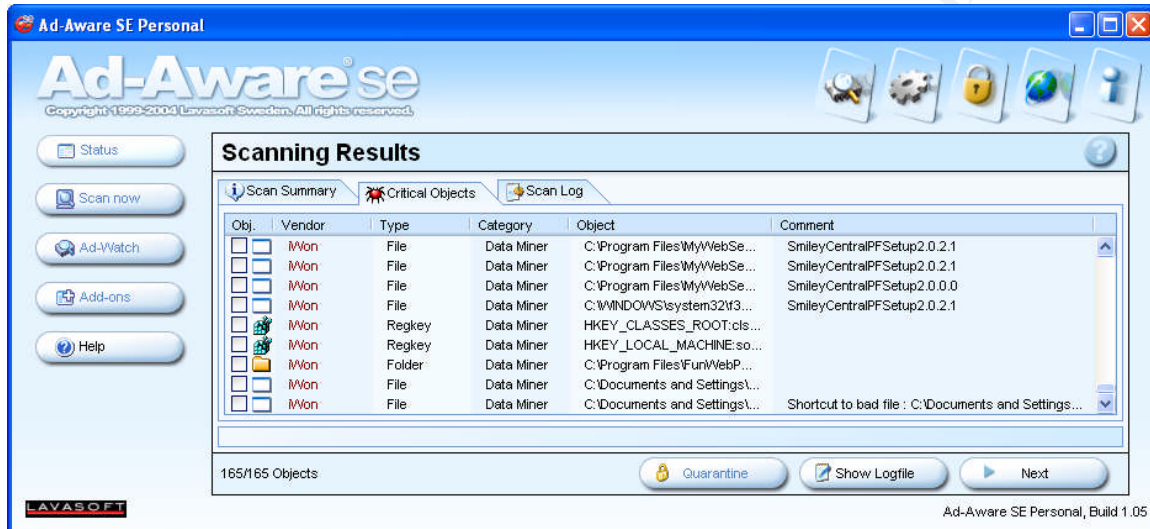 Ad-Aware SE Personal
Ad-Aware se
Copyright 1999-2004 Lavasoft Sweden. All rights reserved.
Status
Scan now
Ad-Watch
Add-ons
Help
Scanning Results
Scan Summary Critical Objects Scan Log
Obj. Vendor Type Category Object Comment
iWon File Data Miner C:\Program Files\MyWebSe... SmileyCentralPFSetup2.0.2.1
iWon File Data Miner C:\Program Files\MyWebSe... SmileyCentralPFSetup2.0.2.1
iWon File Data Miner C:\Program Files\MyWebSe... SmileyCentralPFSetup2.0.0.0
iWon File Data Miner C:\WINDOWS\system32\f3... SmileyCentralPFSetup2.0.2.1
iWon Regkey Data Miner HKEY_CLASSES_ROOT:cls...
iWon Regkey Data Miner HKEY_LOCAL_MACHINE:so...
iWon Folder Data Miner C:\Program Files\FunWebP...
iWon File Data Miner C:\Documents and Settings\...
iWon File Data Miner C:\Documents and Settings\... Shortcut to bad file : C:\Documents and Settings...
165/165 Objects
Quarantine
Show Logfile
Next
LAVASOFT
Ad-Aware SE Personal, Build 1.05